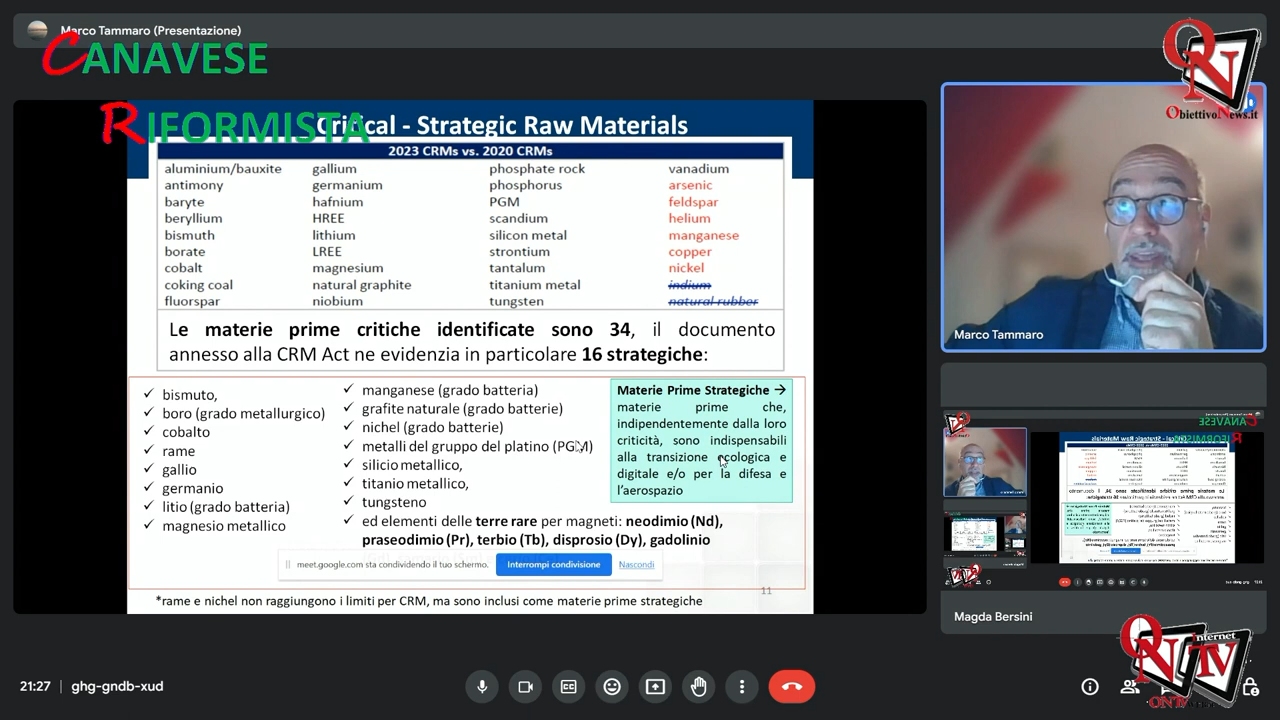 Marco Tammaro (Presentazione)
CANAVESE
RIFORMISTA
Critical - Strategic Raw Materials
2023 CRMs vs. 2020 CRMs
aluminium/bauxite gallium phosphate rock vanadium
antimony germanium phosphorus arsenic
baryte hafnium PGM feldspar
beryllium HREE scandium helium
bismuth lithium silicon metal manganese
borate LREE strontium copper
cobalt magnesium tantalum nickel
coking coal natural graphite titanium metal indium
fluorspar niobium tungsten natural rubber
Le materie prime critiche identificate sono 34, il documento
annesso alla CRM Act ne evidenzia in particolare 16 strategiche:
✓ bismuto,
✓ boro (grado metallurgico)
✓ cobalto
✓ rame
✓ gallio
✓ germanio
✓ litio (grado batteria)
✓ magnesio metallico
✓ manganese (grado batteria)
✓ grafite naturale (grado batterie)
✓ nichel (grado batterie)
✓ metalli del gruppo del platino (PGM)
✓ silicio metallico,
✓ titanio metallico,
✓ tungsteno
✓ ed elementi delle terre rare per magneti: neodimio (Nd),
praseodimio (Pr), terbio (Tb), disprosio (Dy), gadolinio
Materie Prime Strategiche →
materie prime che,
indipendentemente dalla loro
criticità, sono indispensabili
alla transizione ecologica e
digitale e/o per la difesa e
l'aerospazio
meet.google.com sta condividendo il tuo schermo. Interrompi condivisione Nascondi
11
*rame e nichel non raggiungono i limiti per CRM, ma sono inclusi come materie prime strategiche
ON
ObiettivoNews.it
Marco Tammaro
Magda Bersini
internet
ON TV
21:27 | ghg-gndb-xud